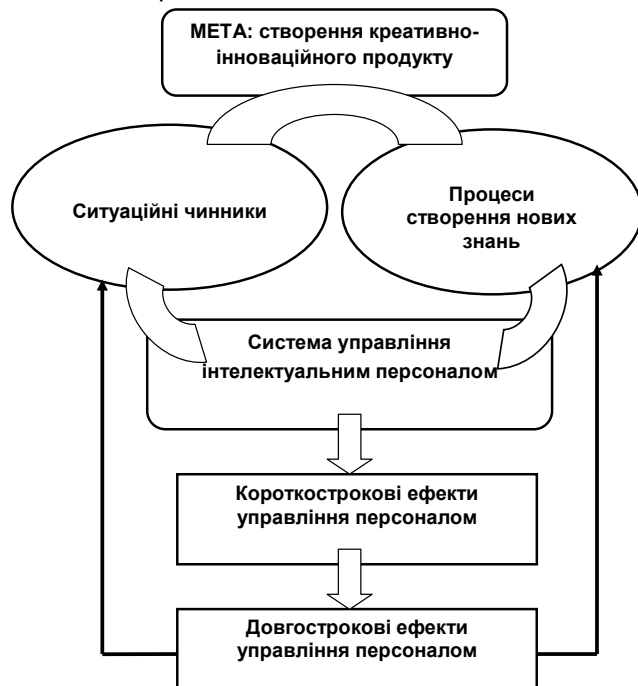 МЕТА: створення креативно-
інноваційного продукту
Ситуаційні чинники
Процеси
створення нових
знань
Система управління
інтелектуальним персоналом
Короткострокові ефекти
управління персоналом
Довгострокові ефекти
управління персоналом